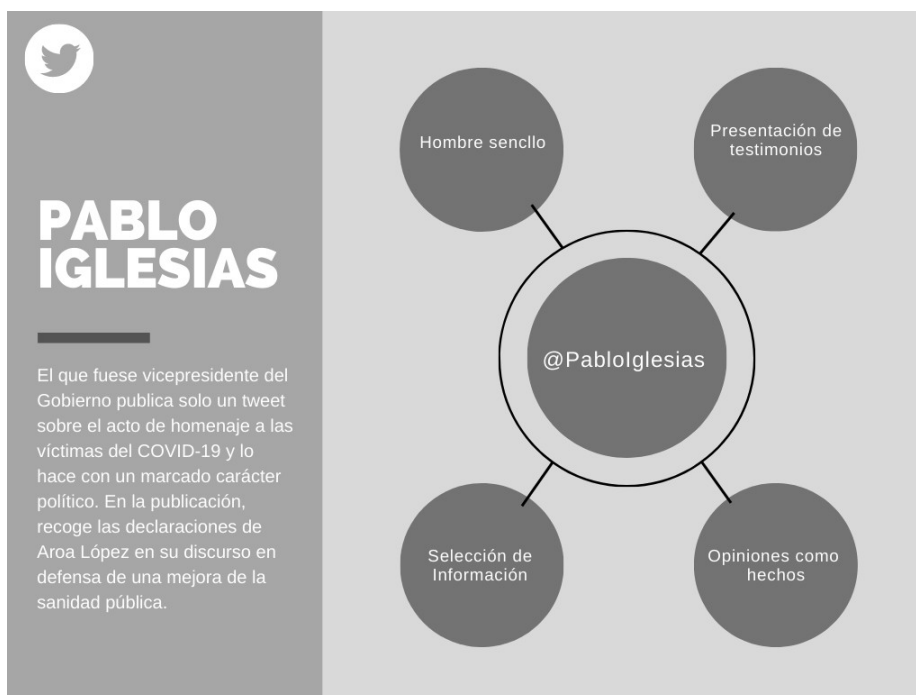 PABLO
IGLESIAS
El que fuese vicepresidente del
Gobierno publica solo un tweet
sobre el acto de homenaje a las
víctimas del COVID-19 y lo
hace con un marcado carácter
político. En la publicación,
recoge las declaraciones de
Aroa López en su discurso en
defensa de una mejora de la
sanidad pública.
Hombre sencllo
Presentación de
testimonios
@PabloIglesias
Selección de
Información
Opiniones como
hechos